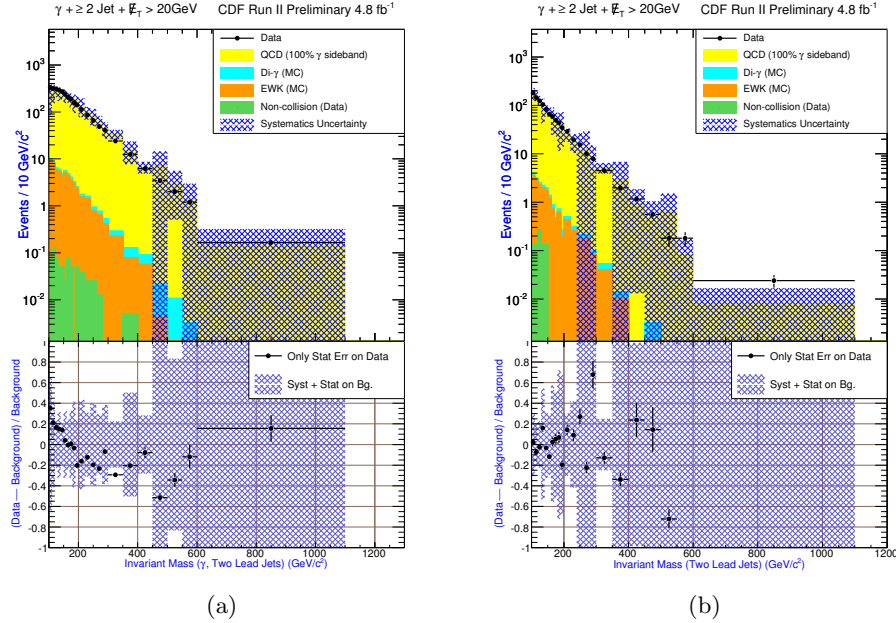 γ + ≥ 2 Jet + E̸_T > 20GeV
CDF Run II Preliminary 4.8 fb⁻¹
Data
QCD (100% γ sideband)
Di-γ (MC)
EWK (MC)
Non-collision (Data)
Systematics Uncertainty
Events / 10 GeV/c²
10³
10²
10
1
10⁻¹
10⁻²
Only Stat Err on Data
Syst + Stat on Bg.
(Data — Background) / Background
0.8
0.6
0.4
0.2
0
-0.2
-0.4
-0.6
-0.8
-1
200 400 600 800 1000 1200
Invariant Mass (γ, Two Lead Jets) (GeV/c²)
(a)
γ + ≥ 2 Jet + E̸_T > 20GeV
CDF Run II Preliminary 4.8 fb⁻¹
Data
QCD (100% γ sideband)
Di-γ (MC)
EWK (MC)
Non-collision (Data)
Systematics Uncertainty
Events / 10 GeV/c²
10³
10²
10
1
10⁻¹
10⁻²
Only Stat Err on Data
Syst + Stat on Bg.
(Data — Background) / Background
0.8
0.6
0.4
0.2
0
-0.2
-0.4
-0.6
-0.8
-1
200 400 600 800 1000 1200
Invariant Mass (Two Lead Jets) (GeV/c²)
(b)